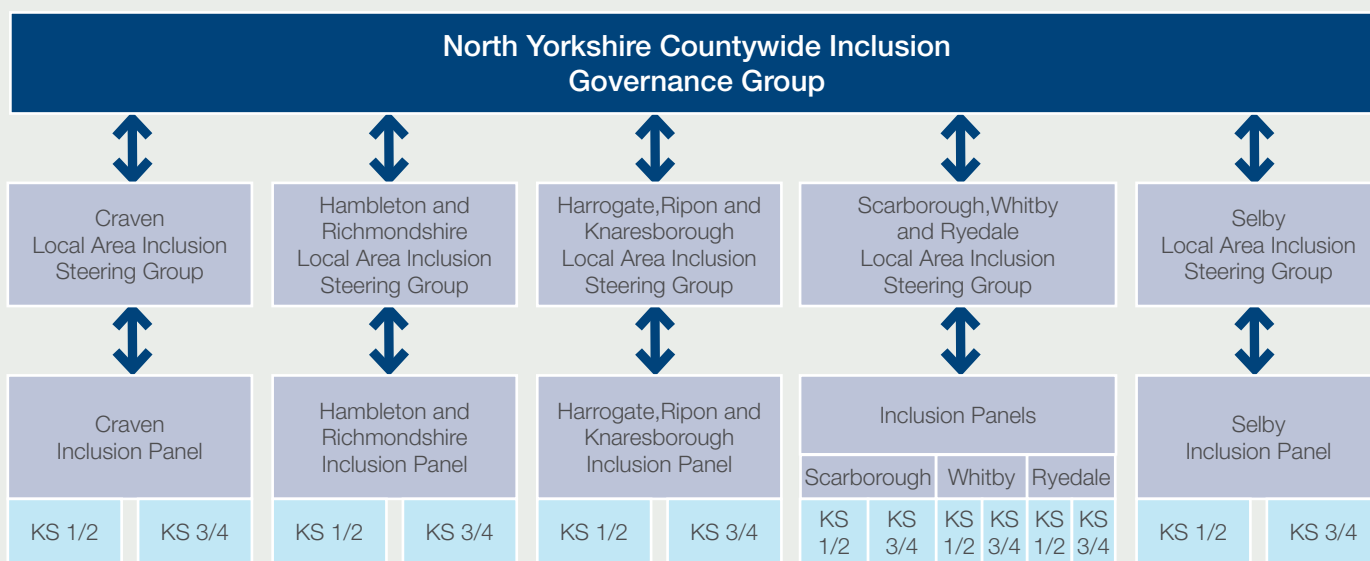 North Yorkshire Countywide Inclusion
Governance Group
Craven
Local Area Inclusion
Steering Group
Hambleton and
Richmondshire
Local Area Inclusion
Steering Group
Harrogate,Ripon and
Knaresborough
Local Area Inclusion
Steering Group
Scarborough,Whitby
and Ryedale
Local Area Inclusion
Steering Group
Selby
Local Area Inclusion
Steering Group
Craven
Inclusion Panel
Hambleton and
Richmondshire
Inclusion Panel
Harrogate,Ripon and
Knaresborough
Inclusion Panel
Inclusion Panels
Scarborough
Whitby
Ryedale
Selby
Inclusion Panel
KS 1/2
KS 3/4
KS 1/2
KS 3/4
KS 1/2
KS 3/4
KS
1/2
KS
3/4
KS
1/2
KS
3/4
KS
1/2
KS
3/4
KS 1/2
KS 3/4